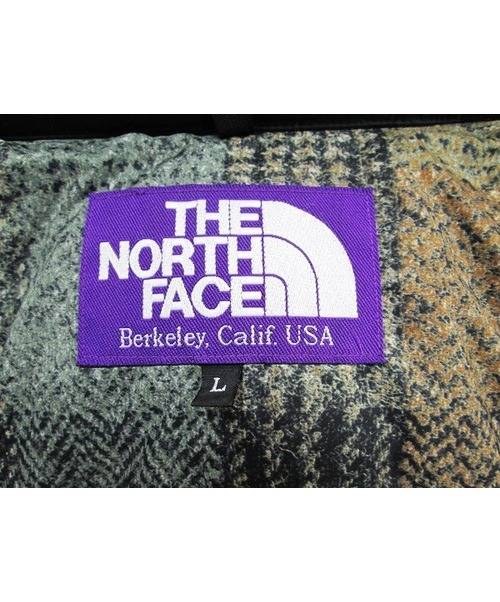 THE
NORTH
FACE
Berkeley, Calif. USA
L